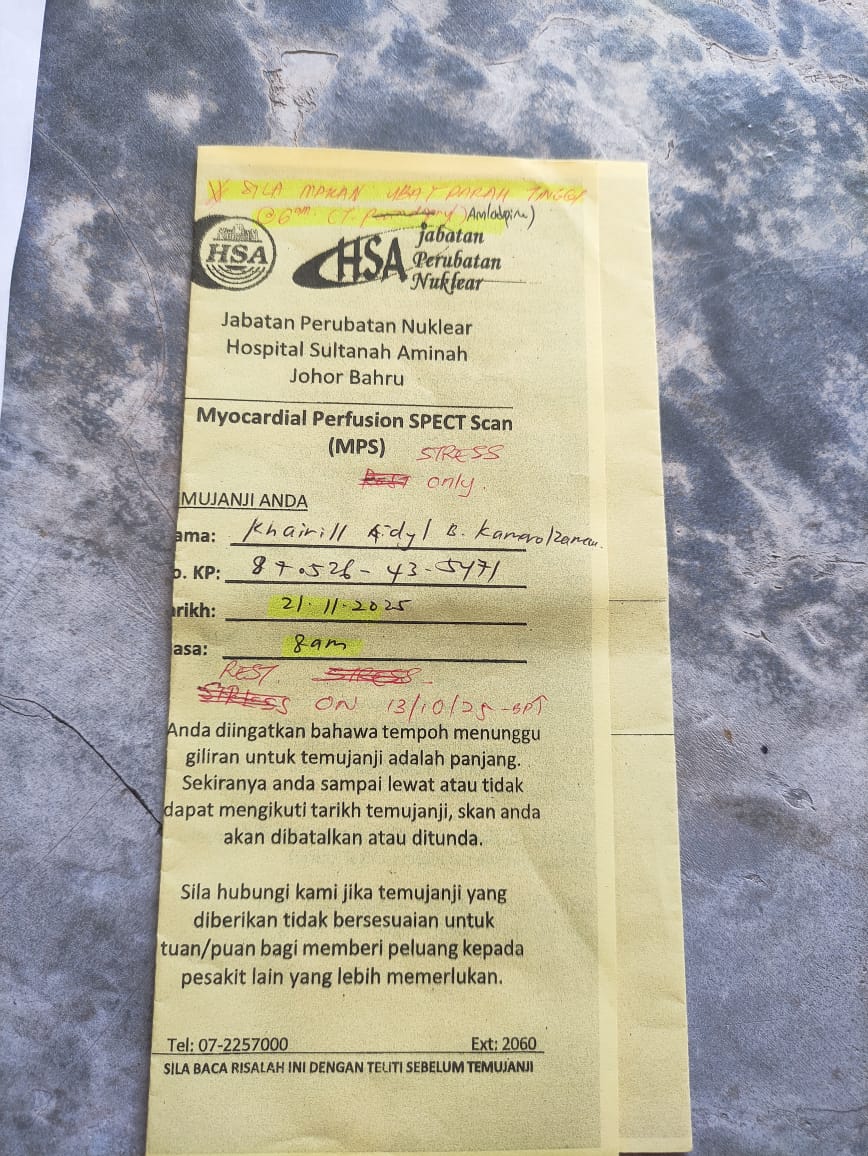 ※ SILA MAKAN UBAT DARAH TINGGI
@ 6am (T. Amlodpine)
HSA
HSA
Jabatan
Perubatan
Nuklear
Jabatan Perubatan Nuklear
Hospital Sultanah Aminah
Johor Bahru
Myocardial Perfusion SPECT Scan
(MPS) STRESS
REST only.
MUJANJI ANDA
ama: Khairill Aidyl B.
o. KP: 87.526-43-5471
rikh: 21.11.2025
asa: 8am
REST STRESS
STRESS ON 13/10/25
Anda diingatkan bahawa tempoh menunggu
giliran untuk temujanji adalah panjang.
Sekiranya anda sampai lewat atau tidak
dapat mengikuti tarikh temujanji, skan anda
akan dibatalkan atau ditunda.
Sila hubungi kami jika temujanji yang
diberikan tidak bersesuaian untuk
tuan/puan bagi memberi peluang kepada
pesakit lain yang lebih memerlukan.
Tel: 07-2257000 Ext: 2060
SILA BACA RISALAH INI DENGAN TELITI SEBELUM TEMUJANJI